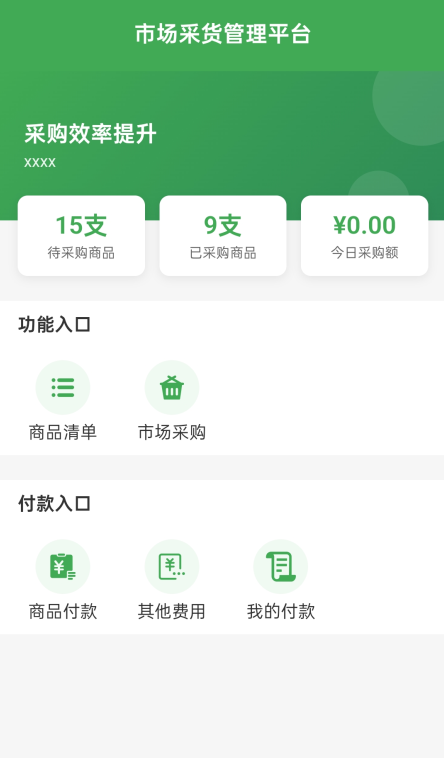 市场采货管理平台
采购效率提升
xxxx
15支 9支 ¥0.00
待采购商品 已采购商品 今日采购额
功能入口
商品清单 市场采购
付款入口
商品付款 其他费用 我的付款